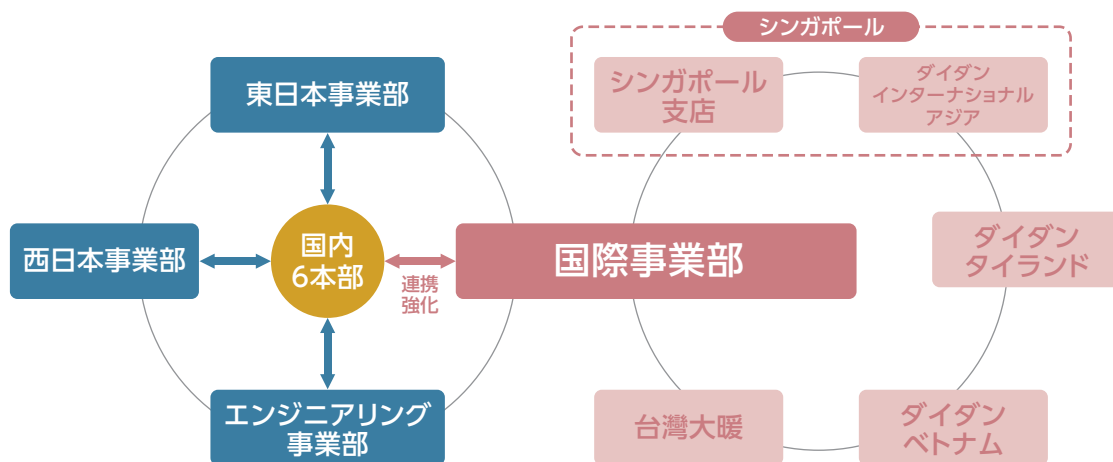 シンガポール
東日本事業部
シンガポール
支店
ダイダン
インターナショナル
アジア
西日本事業部
国内
6本部
連携
強化
国際事業部
ダイダン
タイランド
エンジニアリング
事業部
台灣大暖
ダイダン
ベトナム